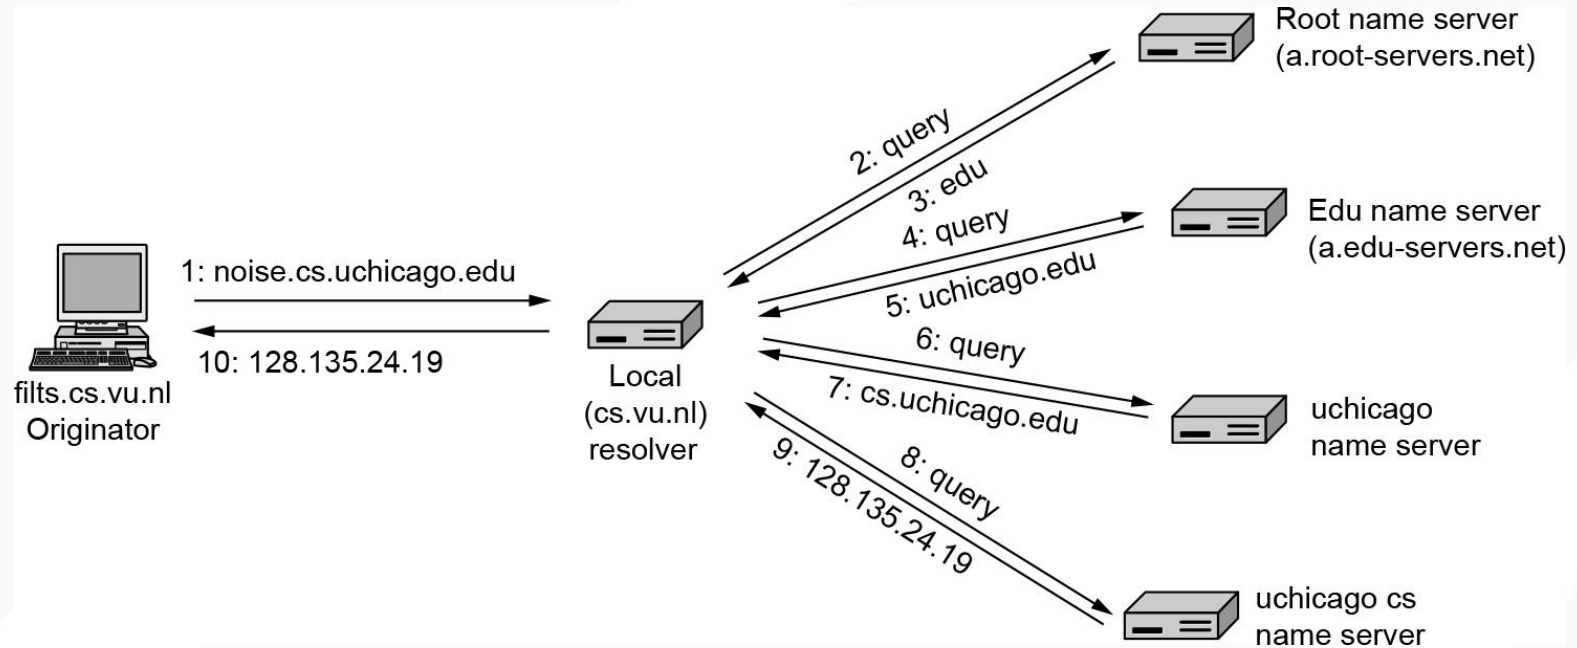 Root name server
(a.root-servers.net)
2: query
3: edu
4: query
Edu name server
(a.edu-servers.net)
5: uchicago.edu
1: noise.cs.uchicago.edu
10: 128.135.24.19
filts.cs.vu.nl
Originator
Local
(cs.vu.nl)
resolver
6: query
7: cs.uchicago.edu
uchicago
name server
8: query
9: 128.135.24.19
uchicago cs
name server